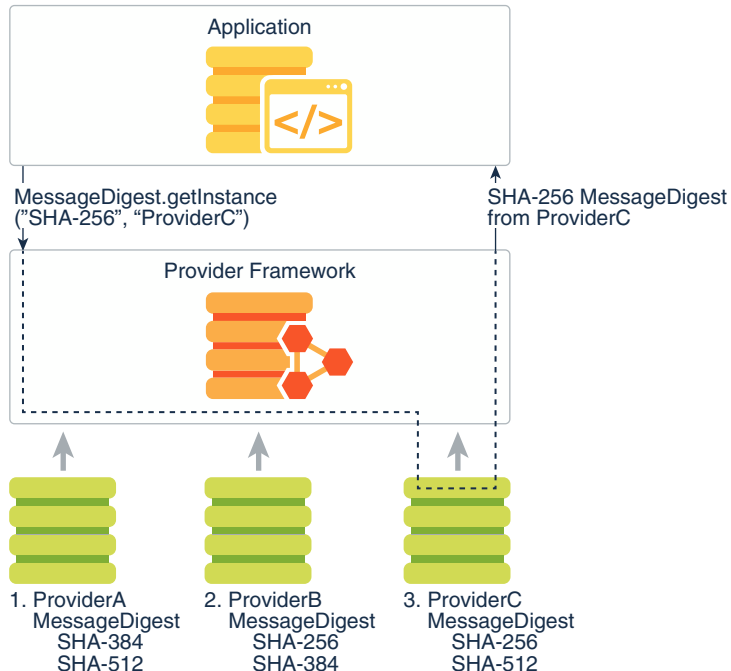 Application
</>
MessageDigest.getInstance
(”SHA-256”, “ProviderC”)
SHA-256 MessageDigest
from ProviderC
Provider Framework
1. ProviderA
MessageDigest
SHA-384
SHA-512
2. ProviderB
MessageDigest
SHA-256
SHA-384
3. ProviderC
MessageDigest
SHA-256
SHA-512